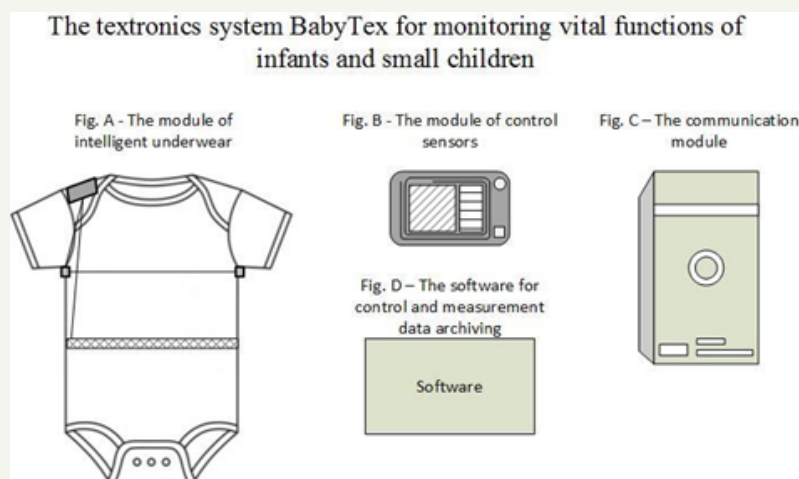 The textronics system BabyTex for monitoring vital functions of
infants and small children
Fig. A - The module of
intelligent underwear
Fig. B - The module of control
sensors
Fig. C – The communication
module
Fig. D – The software for
control and measurement
data archiving
Software